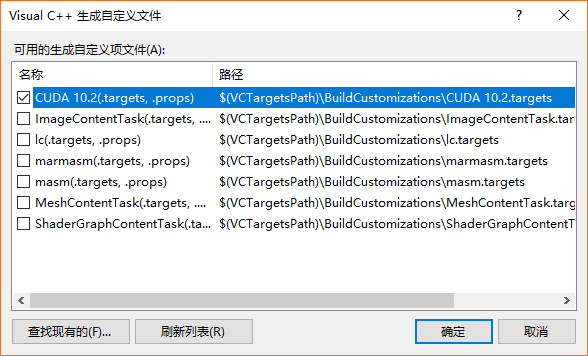 Visual C++ 生成自定义文件
可用的生成自定义项文件(A):
名称 路径
CUDA 10.2(.targets, .props) $(VCTargetsPath)\BuildCustomizations\CUDA 10.2.targets
ImageContentTask(.targets, .... $(VCTargetsPath)\BuildCustomizations\ImageContentTask.tar
lc(.targets, .props) $(VCTargetsPath)\BuildCustomizations\lc.targets
marmasm(.targets, .props) $(VCTargetsPath)\BuildCustomizations\marmasm.targets
masm(.targets, .props) $(VCTargetsPath)\BuildCustomizations\masm.targets
MeshContentTask(.targets, .... $(VCTargetsPath)\BuildCustomizations\MeshContentTask.targ
ShaderGraphContentTask(.ta... $(VCTargetsPath)\BuildCustomizations\ShaderGraphContentT
查找现有的(F)... 刷新列表(R) 确定 取消